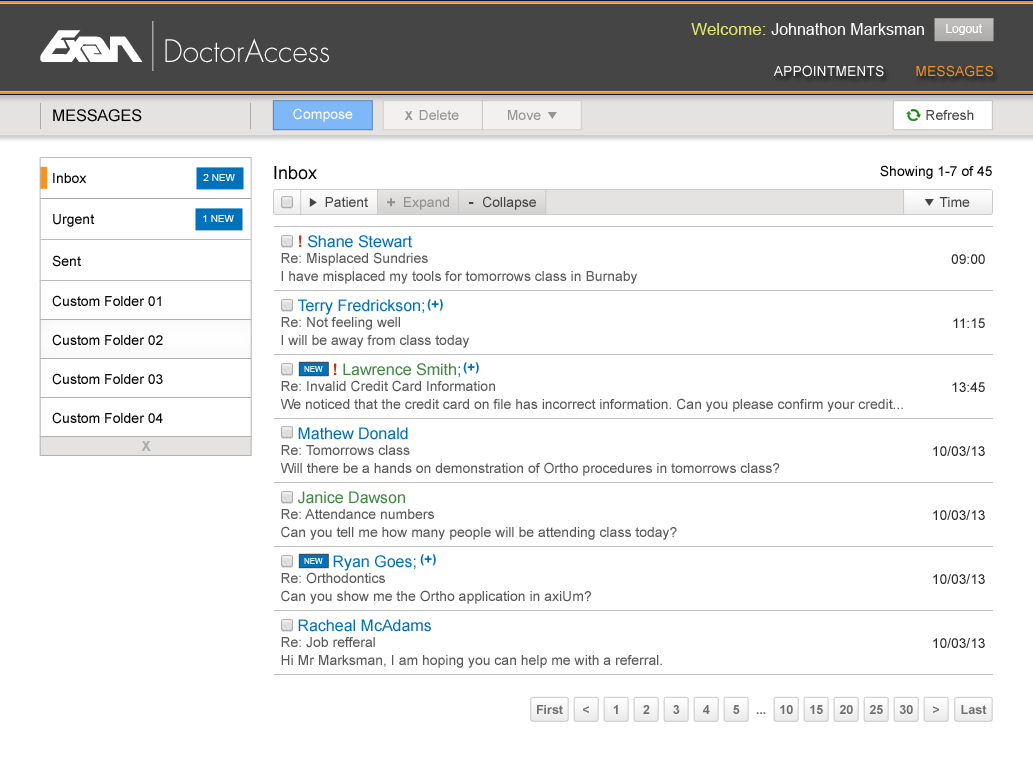 Exan DoctorAccess
Welcome: Johnathon Marksman Logout
APPOINTMENTS MESSAGES
MESSAGES Compose X Delete Move Refresh
Inbox 2 NEW
Urgent 1 NEW
Sent
Custom Folder 01
Custom Folder 02
Custom Folder 03
Custom Folder 04
X
Inbox Showing 1-7 of 45
Patient + Expand - Collapse Time
! Shane Stewart
Re: Misplaced Sundries
I have misplaced my tools for tomorrows class in Burnaby
09:00
Terry Fredrickson;(+)
Re: Not feeling well
I will be away from class today
11:15
NEW ! Lawrence Smith;(+)
Re: Invalid Credit Card Information
We noticed that the credit card on file has incorrect information. Can you please confirm your credit...
13:45
Mathew Donald
Re: Tomorrows class
Will there be a hands on demonstration of Ortho procedures in tomorrows class?
10/03/13
Janice Dawson
Re: Attendance numbers
Can you tell me how many people will be attending class today?
10/03/13
NEW Ryan Goes; (+)
Re: Orthodontics
Can you show me the Ortho application in axiUm?
10/03/13
Racheal McAdams
Re: Job refferal
Hi Mr Marksman, I am hoping you can help me with a referral.
10/03/13
First < 1 2 3 4 5 ... 10 15 20 25 30 > Last